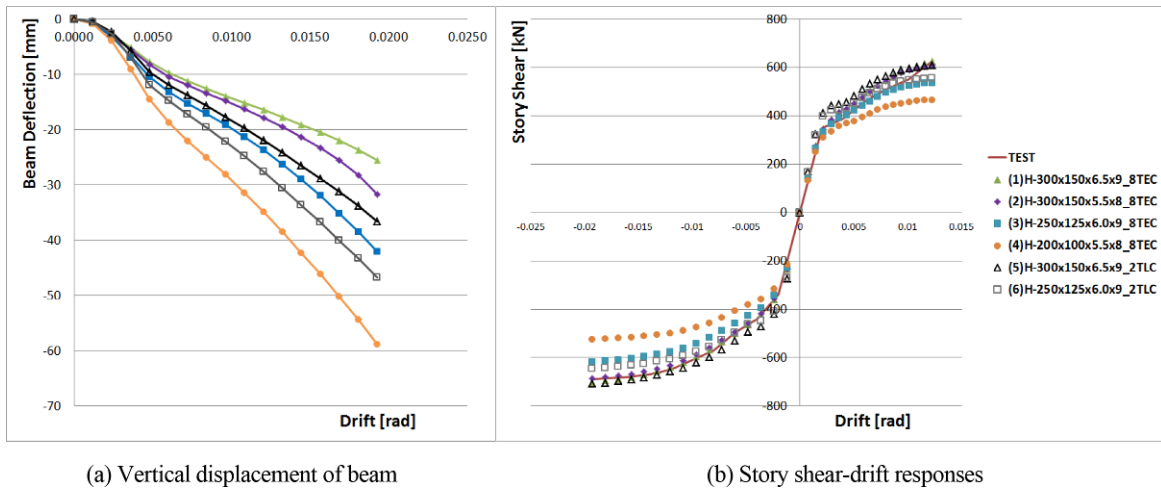 0
0.0000 0.0050 0.0100 0.0150 0.0200 0.0250
-10
-20
-30
-40
-50
-60
-70
Beam Deflection [mm]
Drift [rad]
(a) Vertical displacement of beam
Story Shear [kN]
800
600
400
200
0
-200
-400
-600
-800
-0.025 -0.02 -0.015 -0.01 -0.005 0 0.005 0.01 0.015
Drift [rad]
TEST
(1)H-300x150x6.5x9_8TEC
(2)H-300x150x5.5x8_8TEC
(3)H-250x125x6.0x9_8TEC
(4)H-200x100x5.5x8_8TEC
(5)H-300x150x6.5x9_2TLC
(6)H-250x125x6.0x9_2TLC
(b) Story shear-drift responses